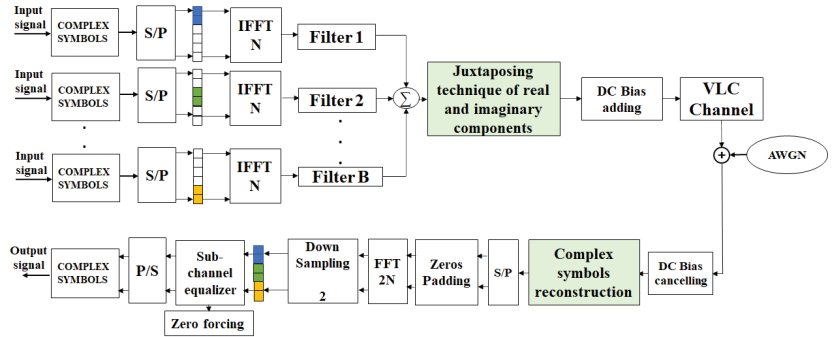 Input
signal
COMPLEX
SYMBOLS
S/P
IFFT
N
Filter 1
Input
signal
COMPLEX
SYMBOLS
S/P
IFFT
N
Filter 2
Σ
Juxtaposing
technique of real
and imaginary
components
DC Bias
adding
VLC
Channel
+
AWGN
Input
signal
COMPLEX
SYMBOLS
S/P
IFFT
N
Filter B
Output
signal
COMPLEX
SYMBOLS
P/S
Sub-
channel
equalizer
Zero forcing
Down
Sampling
2
FFT
2N
Zeros
Padding
S/P
Complex
symbols
reconstruction
DC Bias
cancelling